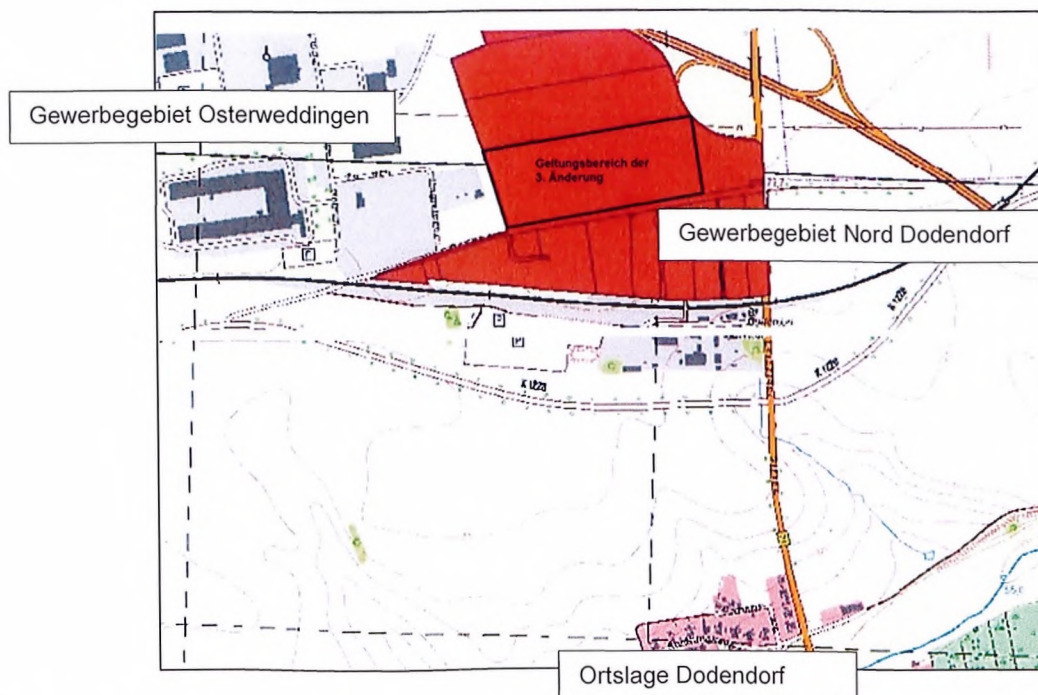 Gewerbegebiet Osterweddingen
Geltungsbereich der
3. Änderung
Gewerbegebiet Nord Dodendorf
K 1228
K 1228
Ortslage Dodendorf